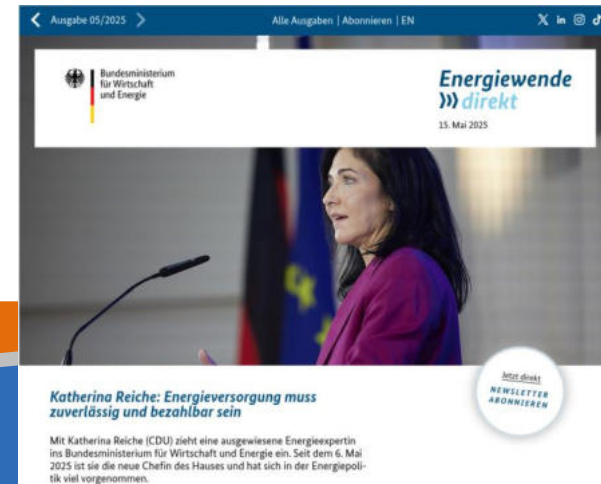 Ausgabe 05/2025
Alle Ausgaben | Abonnieren | EN
Bundesministerium
für Wirtschaft
und Energie
Energiewende
direkt
15. Mai 2025
Jetzt direkt
NEWSLETTER
ABONNIEREN
Katherina Reiche: Energieversorgung muss
zuverlässig und bezahlbar sein
Mit Katherina Reiche (CDU) zieht eine ausgewiesene Energieexpertin
ins Bundesministerium für Wirtschaft und Energie ein. Seit dem 6. Mai
2025 ist sie die neue Chefin des Hauses und hat sich in der Energiepoli-
tik viel vorgenommen.